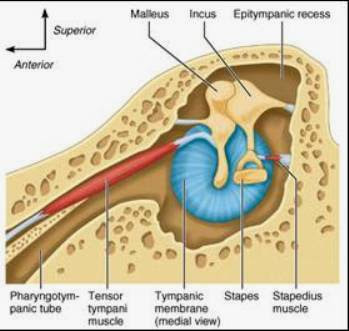 Malleus
Incus
Epitympanic recess
Superior
Anterior
Pharyngotym-
panic tube
Tensor
tympani
muscle
Tympanic
membrane
(medial view)
Stapes
Stapedius
muscle